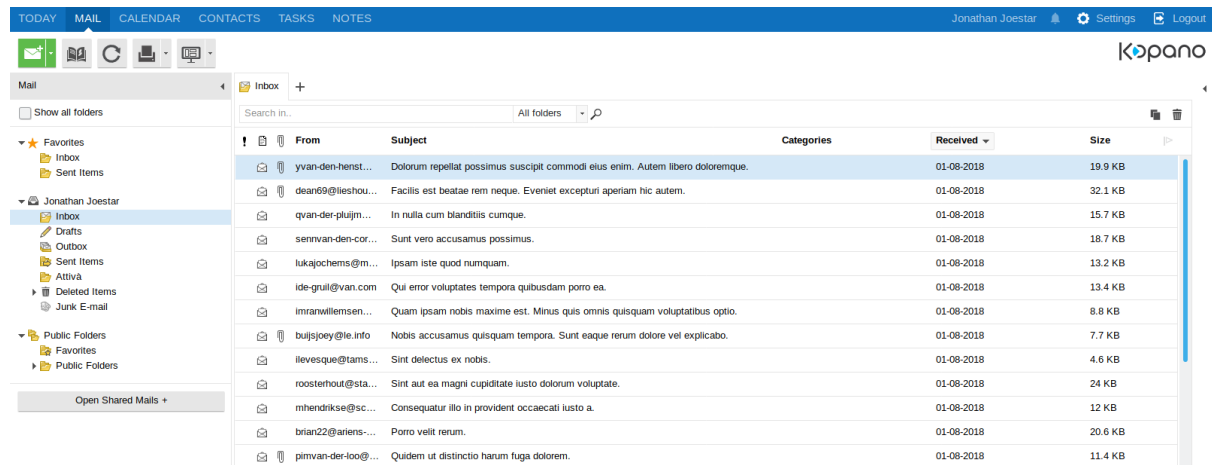 TODAY MAIL CALENDAR CONTACTS TASKS NOTES Jonathan Joestar Settings Logout
Kopano
Mail
Show all folders
Favorites
Inbox
Sent Items
Jonathan Joestar
Inbox
Drafts
Outbox
Sent Items
Attivà
Deleted Items
Junk E-mail
Public Folders
Favorites
Public Folders
Open Shared Mails +
Inbox +
Search in.. All folders
! From Subject Categories Received Size
yvan-den-henst... Dolorum repellat possimus suscipit commodi eius enim. Autem libero doloremque. 01-08-2018 19.9 KB
dean69@lieshou... Facilis est beatae rem neque. Eveniet excepturi aperiam hic autem. 01-08-2018 32.1 KB
qvan-der-pluijm... In nulla cum blanditiis cumque. 01-08-2018 15.7 KB
sennvan-den-cor... Sunt vero accusamus possimus. 01-08-2018 18.7 KB
lukajochems@m... Ipsam iste quod numquam. 01-08-2018 13.2 KB
ide-gruil@van.com Qui error voluptates tempora quibusdam porro ea. 01-08-2018 13.4 KB
imranwillemsen... Quam ipsam nobis maxime est. Minus quis omnis quisquam voluptatibus optio. 01-08-2018 8.8 KB
buijsjoey@le.info Nobis accusamus quisquam tempora. Sunt eaque rerum dolore vel explicabo. 01-08-2018 7.7 KB
ilevesque@tams... Sint delectus ex nobis. 01-08-2018 4.6 KB
roosterhout@sta... Sint aut ea magni cupiditate iusto dolorum voluptate. 01-08-2018 24 KB
mhendrikse@sc... Consequatur illo in provident occaecati iusto a. 01-08-2018 12 KB
brian22@ariens-... Porro velit rerum. 01-08-2018 20.6 KB
pimvan-der-loo@... Quidem ut distinctio harum fuga dolorem. 01-08-2018 11.4 KB